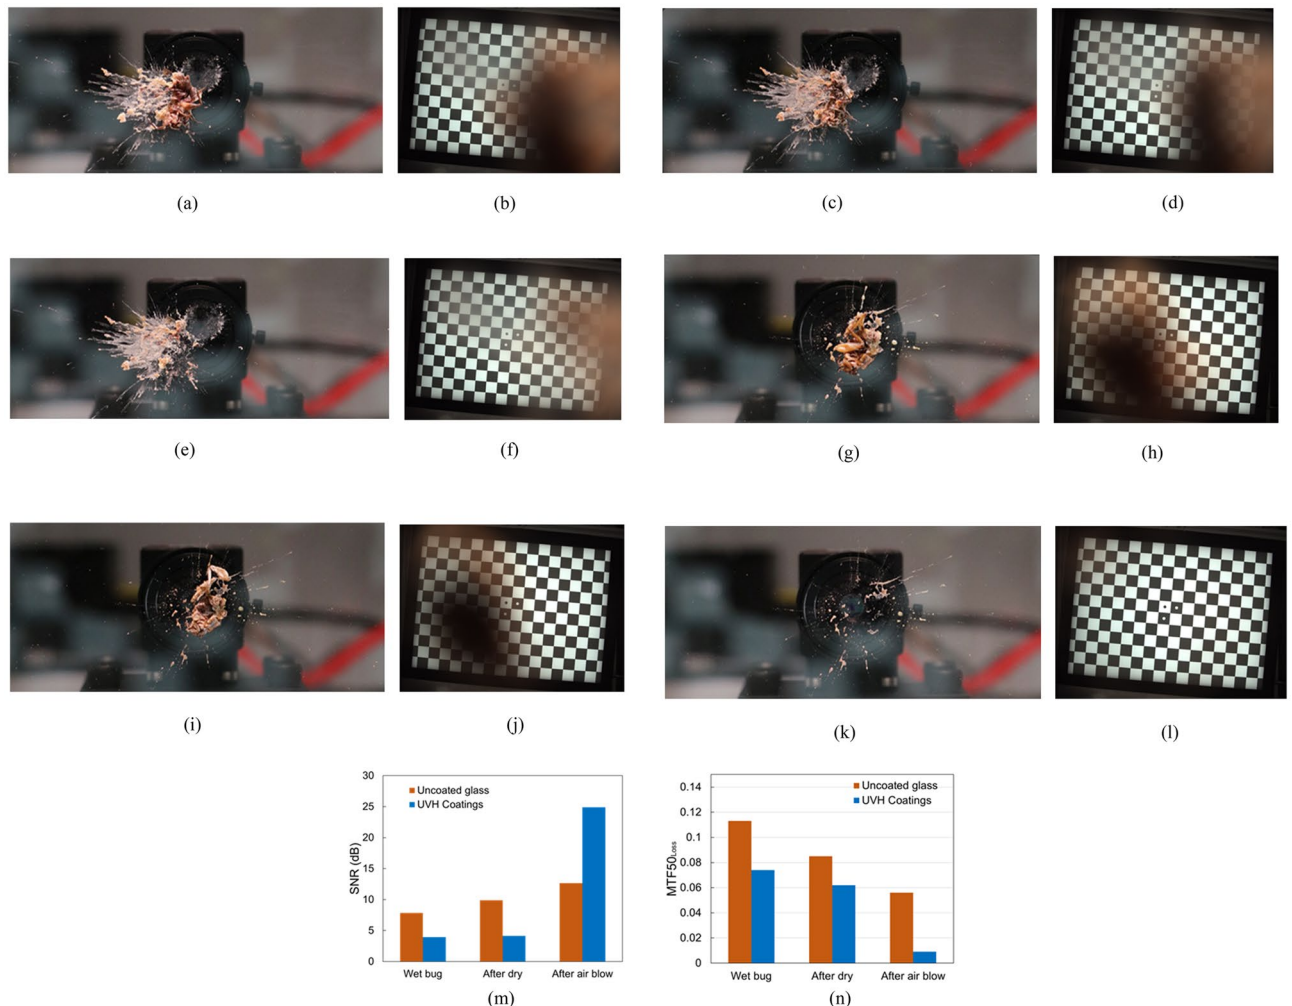 (a)
(b)
(c)
(d)
(e)
(f)
(g)
(h)
(i)
(j)
(k)
(l)
30
25
20
15
10
5
0
SNR (dB)
Uncoated glass
UVH Coatings
Wet bug
After dry
After air blow
(m)
0.14
0.12
0.1
0.08
0.06
0.04
0.02
0
MTF50Loss
Uncoated glass
UVH Coatings
Wet bug
After dry
After air blow
(n)